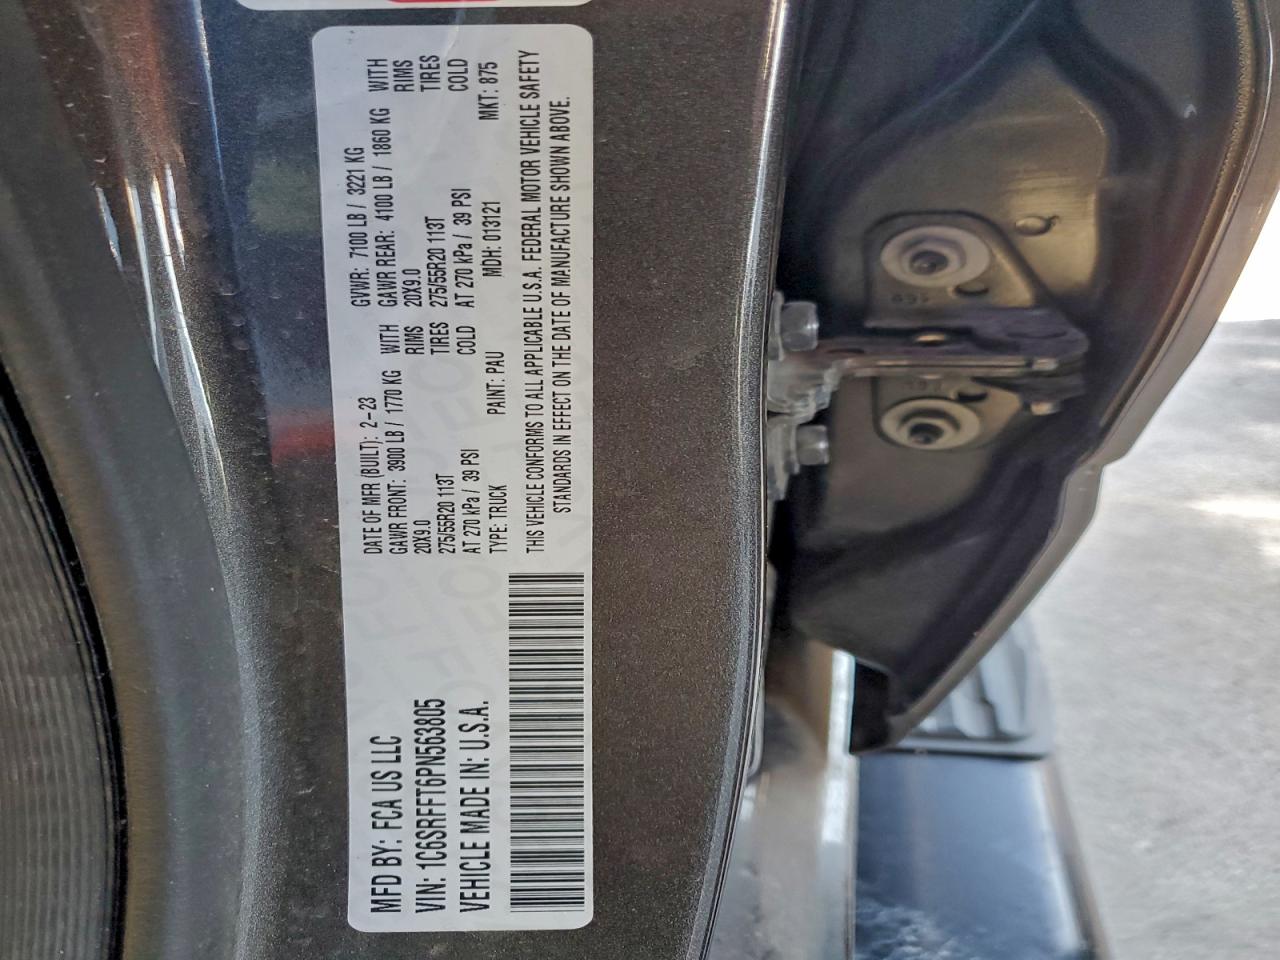 MFD BY: FCA US LLC
VIN: 1C6SRFFT6PN563805
VEHICLE MADE IN: U.S.A.
DATE OF MFR (BUILT): 2-23 GVWR: 7100 LB / 3221 KG
GAWR FRONT: 3900 LB / 1770 KG WITH GAWR REAR: 4100 LB / 1860 KG WITH
20X9.0 RIMS 20X9.0 RIMS
275/55R20 113T TIRES 275/55R20 113T TIRES
AT 270 kPa / 39 PSI COLD AT 270 kPa / 39 PSI COLD
TYPE: TRUCK PAINT: PAU MDH: 013121 MKT: 875
THIS VEHICLE CONFORMS TO ALL APPLICABLE U.S.A. FEDERAL MOTOR VEHICLE SAFETY
STANDARDS IN EFFECT ON THE DATE OF MANUFACTURE SHOWN ABOVE.